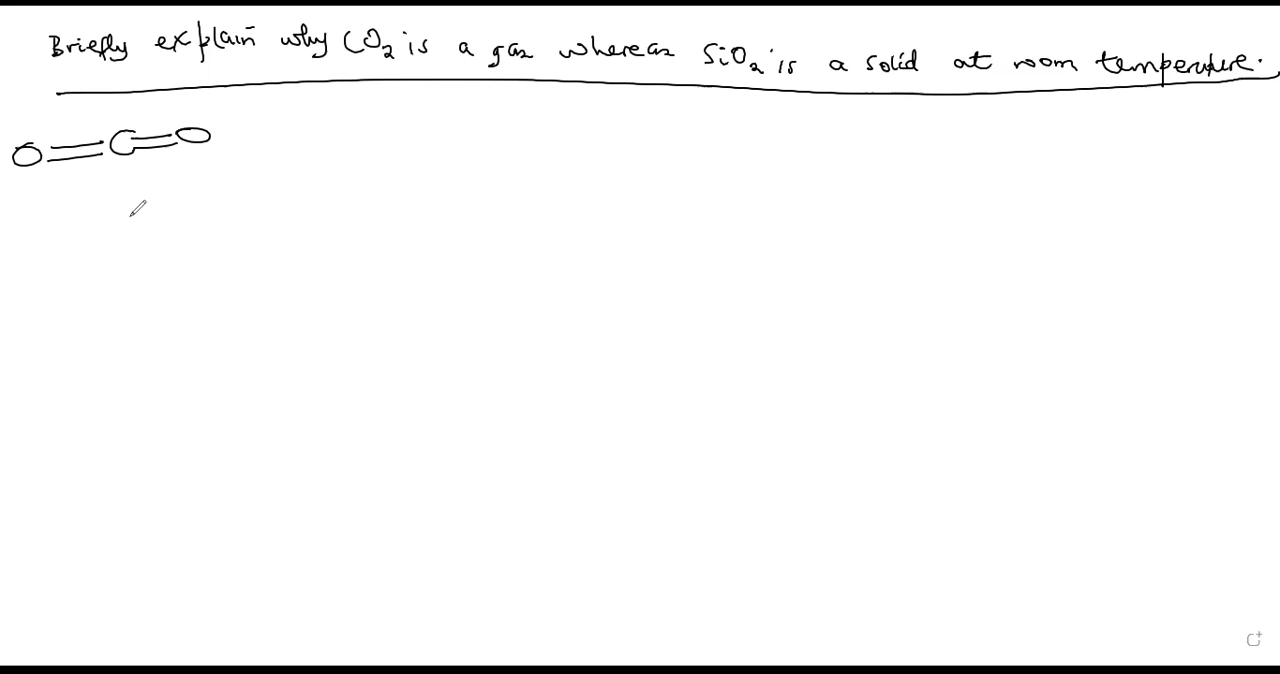 Briefly explain why CO₂ is a gas whereas SiO₂ is a solid at room temperature.
O=C=O